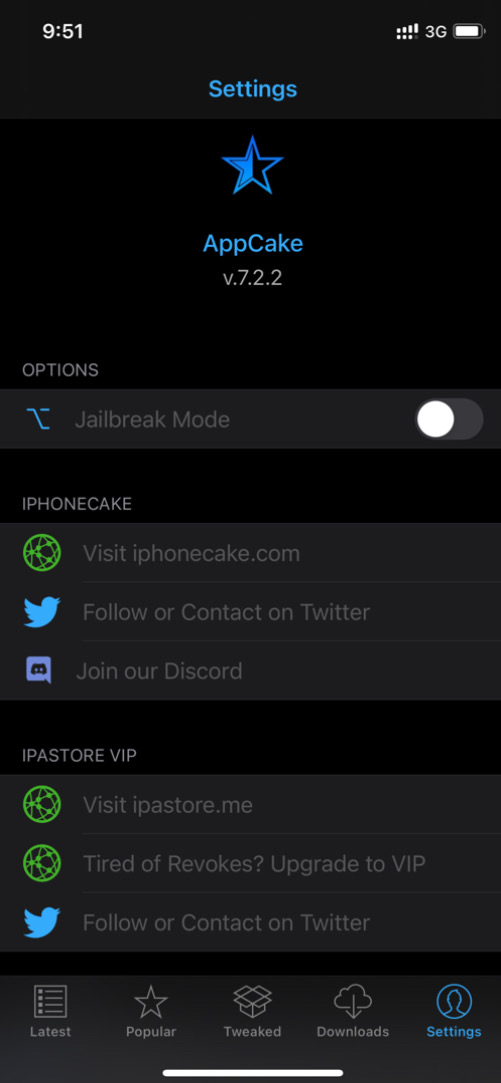 9:51
3G
Settings
AppCake
v.7.2.2
OPTIONS
Jailbreak Mode
IPHONECAKE
Visit iphonecake.com
Follow or Contact on Twitter
Join our Discord
IPASTORE VIP
Visit ipastore.me
Tired of Revokes? Upgrade to VIP
Follow or Contact on Twitter
Latest
Popular
Tweaked
Downloads
Settings